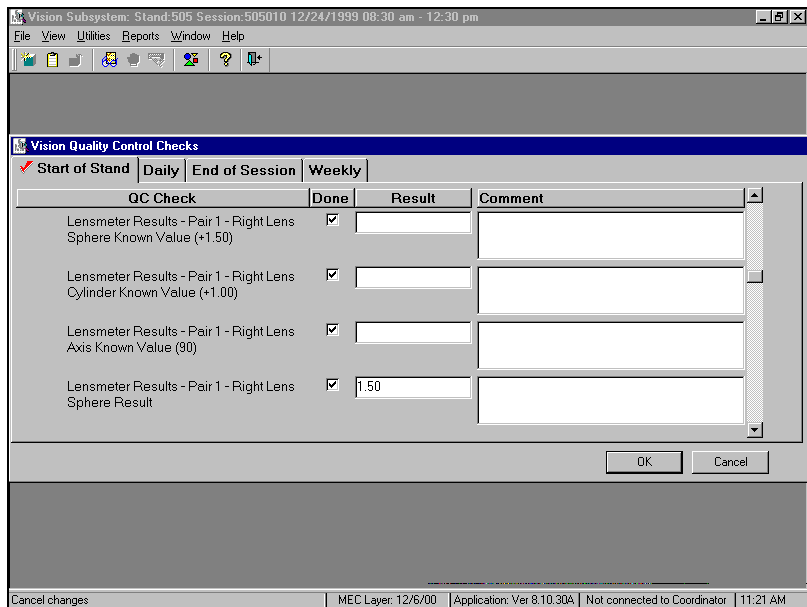 Vision Subsystem: Stand:505 Session:505010 12/24/1999 08:30 am - 12:30 pm
File View Utilities Reports Window Help
Vision Quality Control Checks
Start of Stand Daily End of Session Weekly
QC Check Done Result Comment
Lensmeter Results - Pair 1 - Right Lens
Sphere Known Value (+1.50)
Lensmeter Results - Pair 1 - Right Lens
Cylinder Known Value (+1.00)
Lensmeter Results - Pair 1 - Right Lens
Axis Known Value (90)
Lensmeter Results - Pair 1 - Right Lens
Sphere Result
1.50
OK Cancel
Cancel changes MEC Layer: 12/6/00 Application: Ver 8.10.30A Not connected to Coordinator 11:21 AM